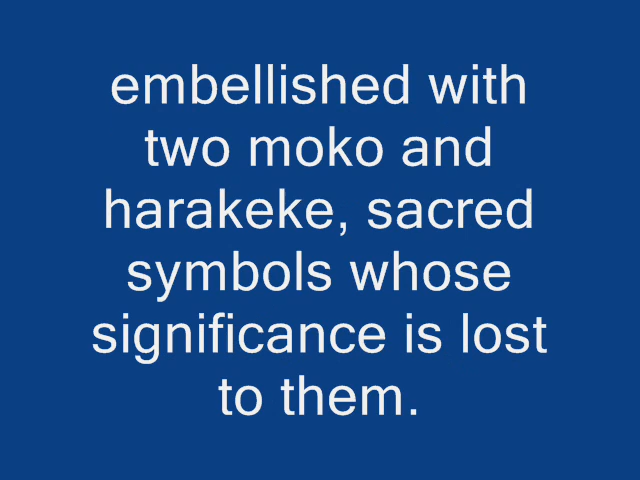 embellished with
two moko and
harakeke, sacred
symbols whose
significance is lost
to them.